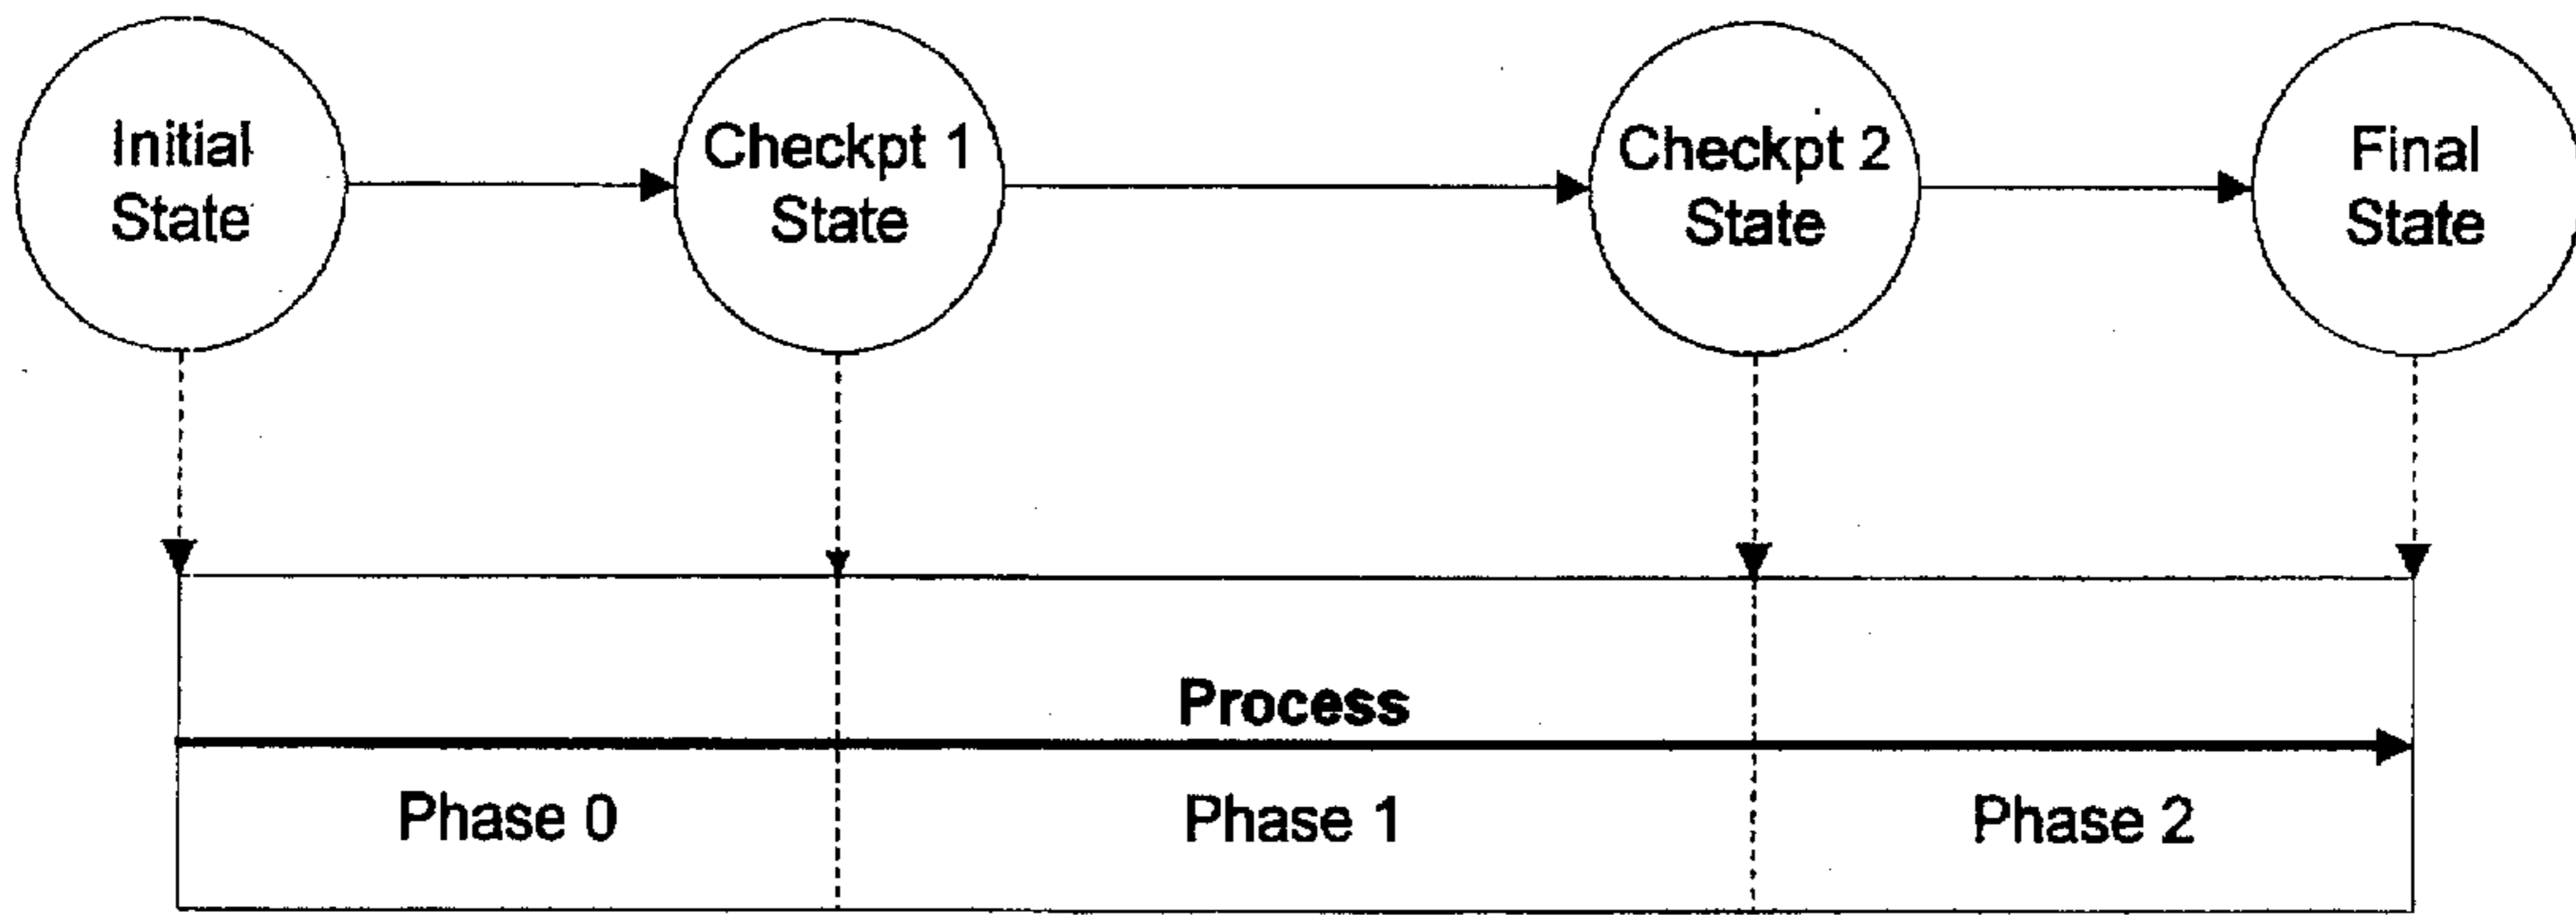 Initial
State
Checkpt 1
State
Checkpt 2
State
Final
State
Process
Phase 0
Phase 1
Phase 2